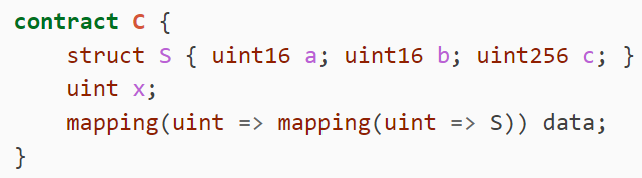 contract C {
    struct S { uint16 a; uint16 b; uint256 c; }
    uint x;
    mapping(uint => mapping(uint => S)) data;
}